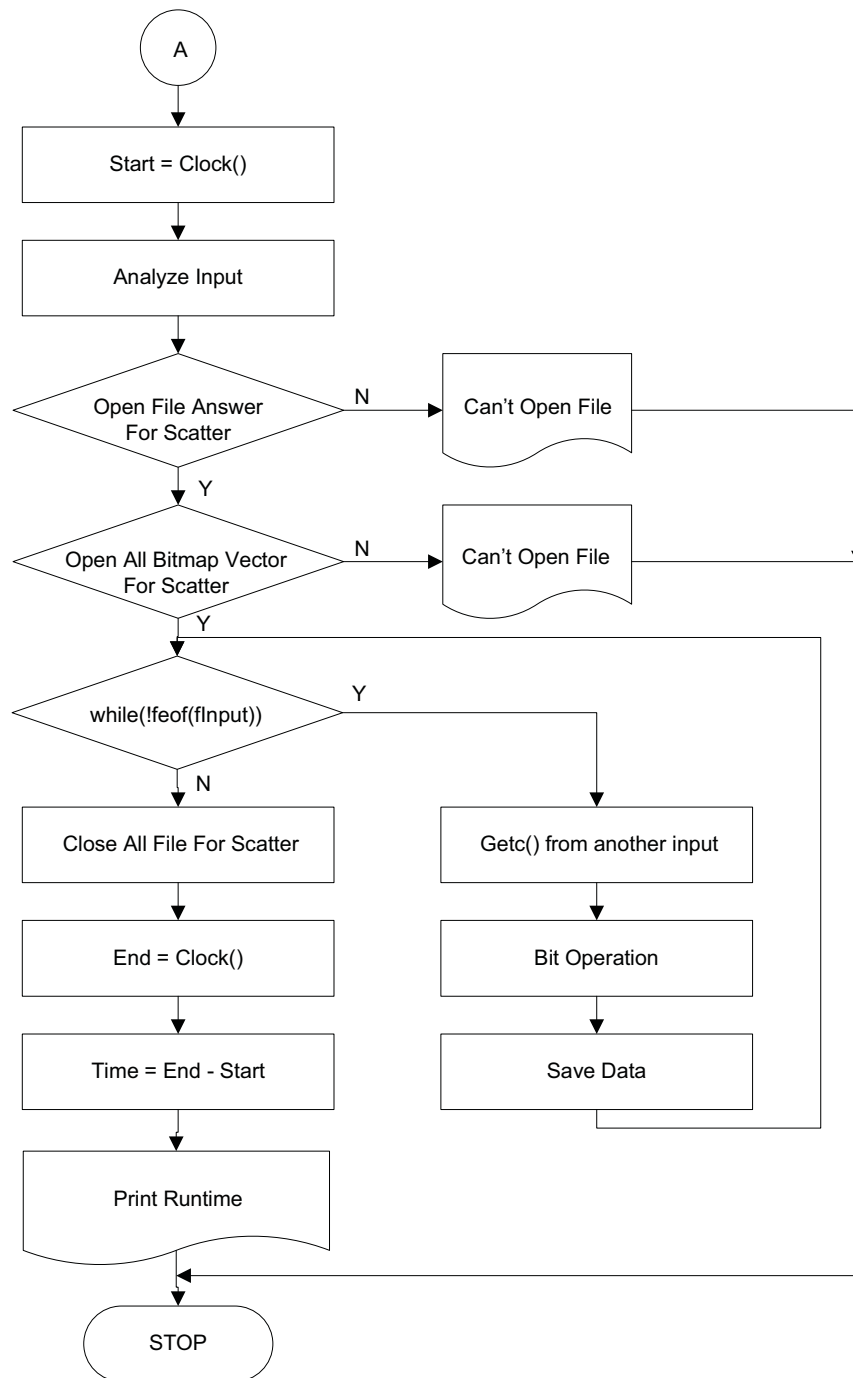 A
Start = Clock()
Analyze Input
Open File Answer
For Scatter
N
Can't Open File
Y
Open All Bitmap Vector
For Scatter
N
Can't Open File
Y
while(!feof(fInput))
Y
N
Close All File For Scatter
Getc() from another input
End = Clock()
Bit Operation
Time = End - Start
Save Data
Print Runtime
STOP